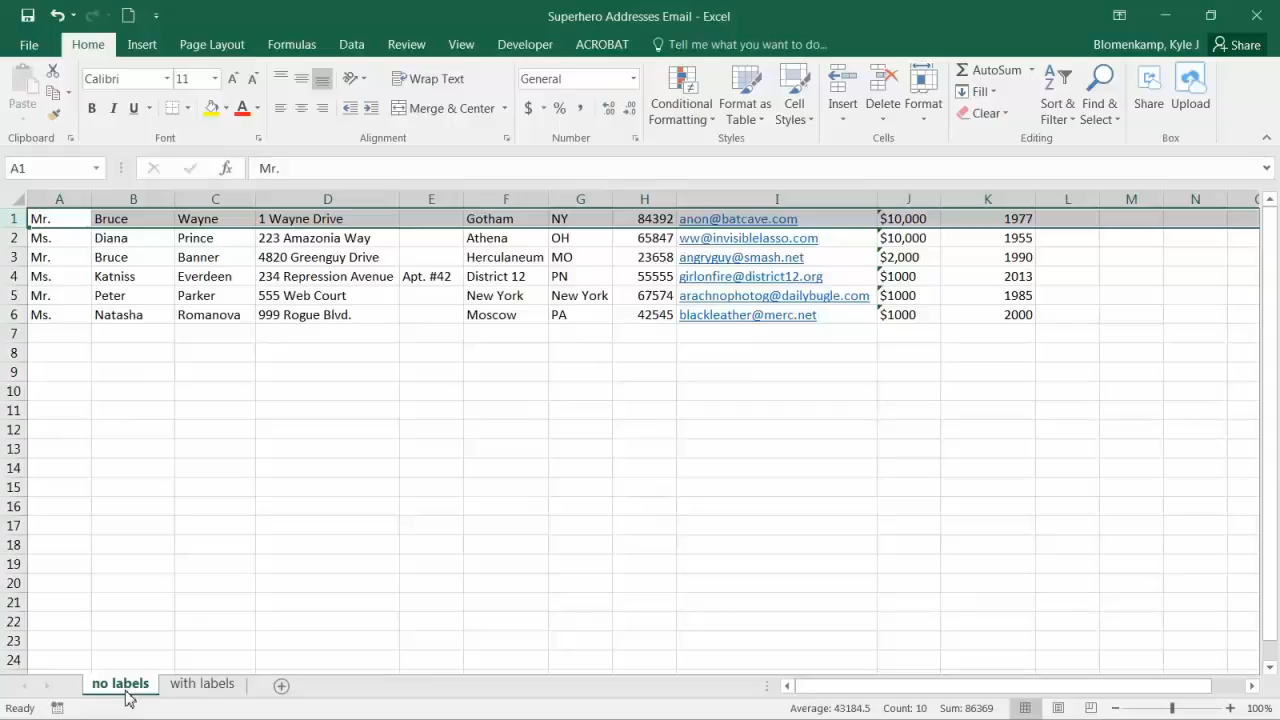 Superhero Addresses Email - Excel
File Home Insert Page Layout Formulas Data Review View Developer ACROBAT Tell me what you want to do... Blomenkamp, Kyle J Share
Calibri 11 Wrap Text General AutoSum
Paste Fill
B I U A Merge & Center $ % , Conditional Formatting Format as Table Cell Styles Insert Delete Format Clear Sort & Filter Find & Select Share Upload
Clipboard Font Alignment Number Styles Cells Editing Box
A1 fx Mr.
A B C D E F G H I J K L M N
1 Mr. Bruce Wayne 1 Wayne Drive Gotham NY 84392 anon@batcave.com $10,000 1977
2 Ms. Diana Prince 223 Amazonia Way Athena OH 65847 ww@invisiblelasso.com $10,000 1955
3 Mr. Bruce Banner 4820 Greenguy Drive Herculaneum MO 23658 angryguy@smash.net $2,000 1990
4 Ms. Katniss Everdeen 234 Repression Avenue Apt. #42 District 12 PN 55555 girlonfire@district12.org $1000 2013
5 Mr. Peter Parker 555 Web Court New York New York 67574 arachnophotog@dailybugle.com $1000 1985
6 Ms. Natasha Romanova 999 Rogue Blvd. Moscow PA 42545 blackleather@merc.net $1000 2000
7
8
9
10
11
12
13
14
15
16
17
18
19
20
21
22
23
24
no labels with labels
Ready Average: 43184.5 Count: 10 Sum: 86369 100%